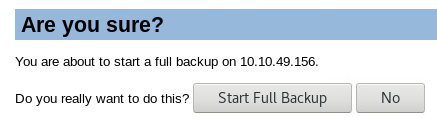 Are you sure?
You are about to start a full backup on 10.10.49.156.
Do you really want to do this? Start Full Backup No